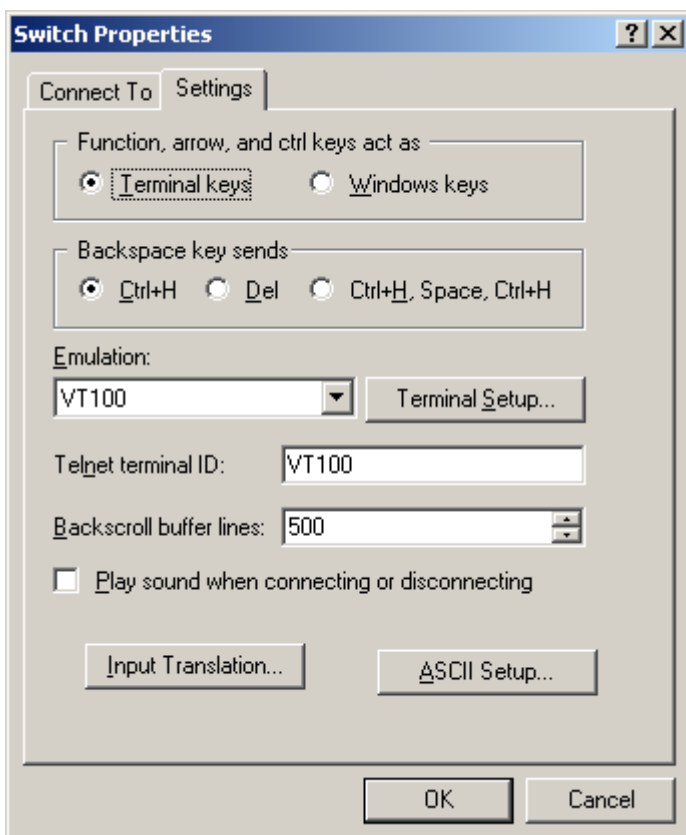 Switch Properties
Connect To Settings
Function, arrow, and ctrl keys act as
Terminal keys Windows keys
Backspace key sends
Ctrl+H Del Ctrl+H, Space, Ctrl+H
Emulation:
VT100 Terminal Setup...
Telnet terminal ID: VT100
Backscroll buffer lines: 500
Play sound when connecting or disconnecting
Input Translation... ASCII Setup...
OK Cancel